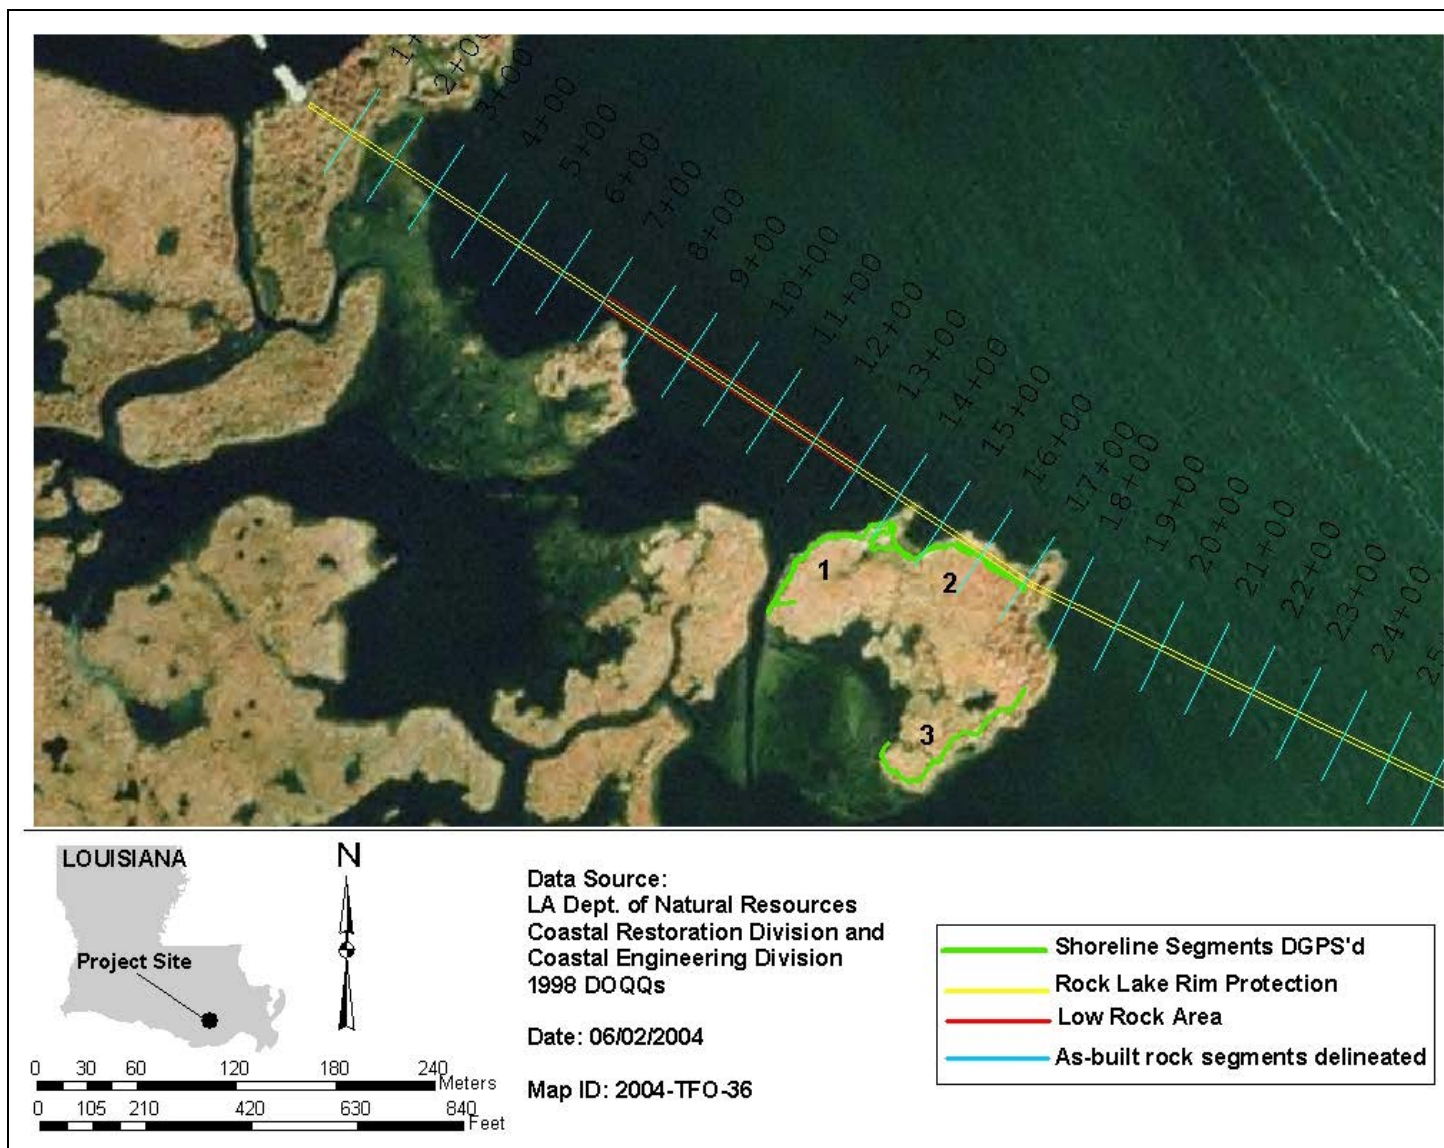 1+
2+00
3+00
4+00
5+00
6+00
7+00
8+00
9+00
10+00
11+00
12+00
13+00
14+00
15+00
16+00
17+00
18+00
19+00
20+00
21+00
22+00
23+00
24+00
25
1
2
3
LOUISIANA
Project Site
N
0 30 60 120 180 240
Meters
0 105 210 420 630 840
Feet
Data Source:
LA Dept. of Natural Resources
Coastal Restoration Division and
Coastal Engineering Division
1998 DOQQs
Date: 06/02/2004
Map ID: 2004-TFO-36
Shoreline Segments DGPS'd
Rock Lake Rim Protection
Low Rock Area
As-built rock segments delineated